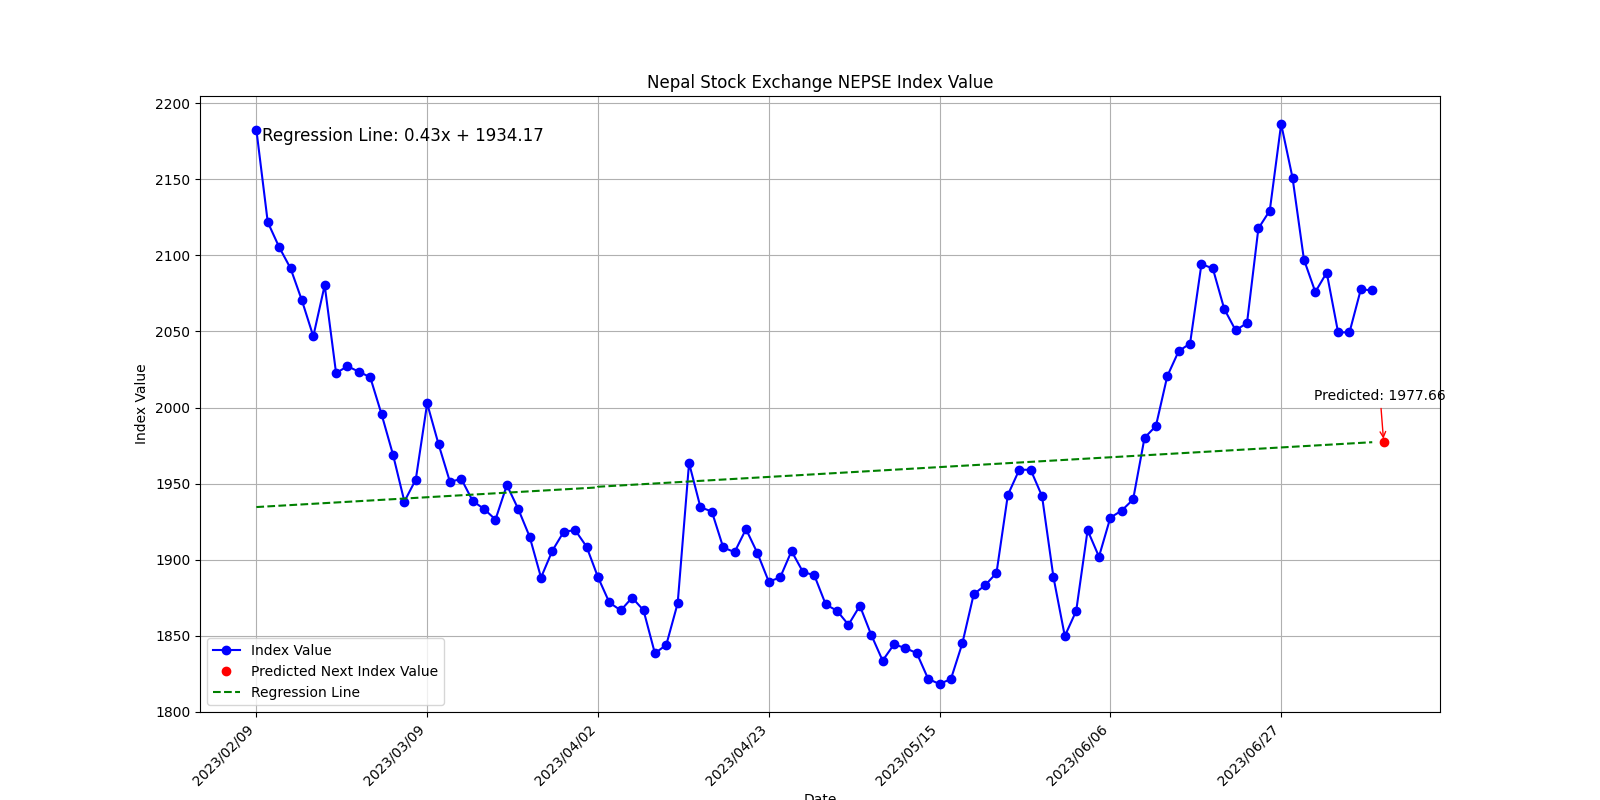 Nepal Stock Exchange NEPSE Index Value
Regression Line: 0.43x + 1934.17
Predicted: 1977.66
Index Value
2200
2150
2100
2050
2000
1950
1900
1850
1800
Index Value
Predicted Next Index Value
Regression Line
2023/02/09
2023/03/09
2023/04/02
2023/04/23
2023/05/15
2023/06/06
2023/06/27
Date